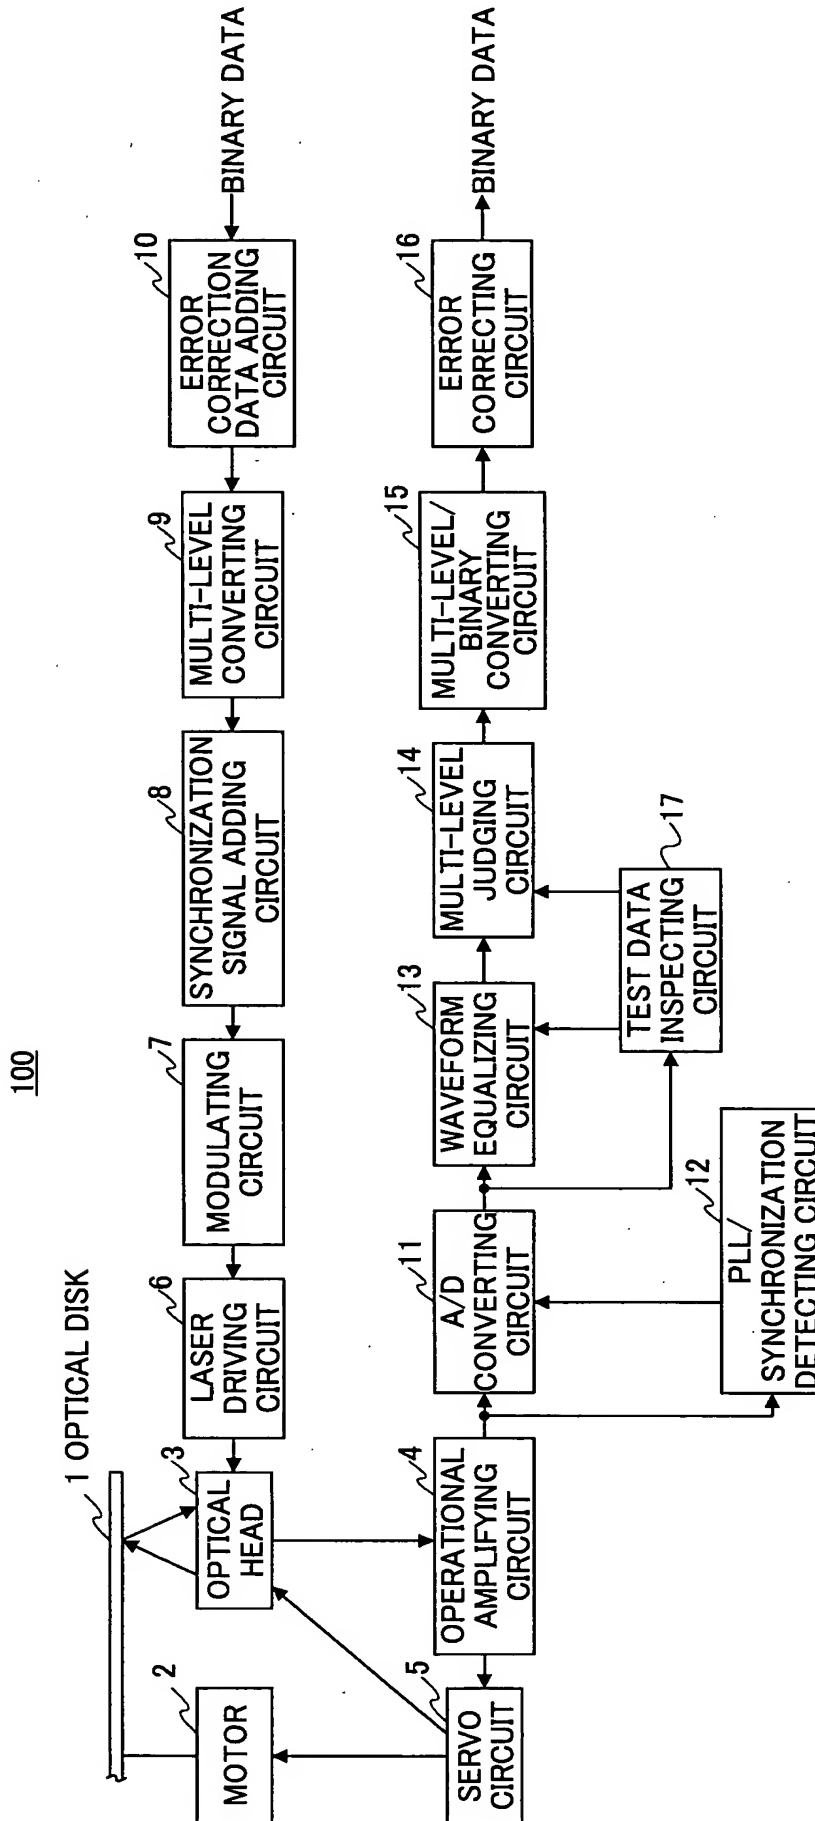 100
1 OPTICAL DISK
2
MOTOR
3
OPTICAL
HEAD
6
LASER
DRIVING
CIRCUIT
7
MODULATING
CIRCUIT
8
SYNCHRONIZATION
SIGNAL ADDING
CIRCUIT
9
MULTI-LEVEL
CONVERTING
CIRCUIT
10
ERROR
CORRECTION
DATA ADDING
CIRCUIT
BINARY DATA
5
SERVO
CIRCUIT
4
OPERATIONAL
AMPLIFYING
CIRCUIT
11
A/D
CONVERTING
CIRCUIT
13
WAVEFORM
EQUALIZING
CIRCUIT
14
MULTI-LEVEL
JUDGING
CIRCUIT
15
MULTI-LEVEL/
BINARY
CONVERTING
CIRCUIT
16
ERROR
CORRECTING
CIRCUIT
BINARY DATA
12
PLL/
SYNCHRONIZATION
DETECTING CIRCUIT
17
TEST DATA
INSPECTING
CIRCUIT